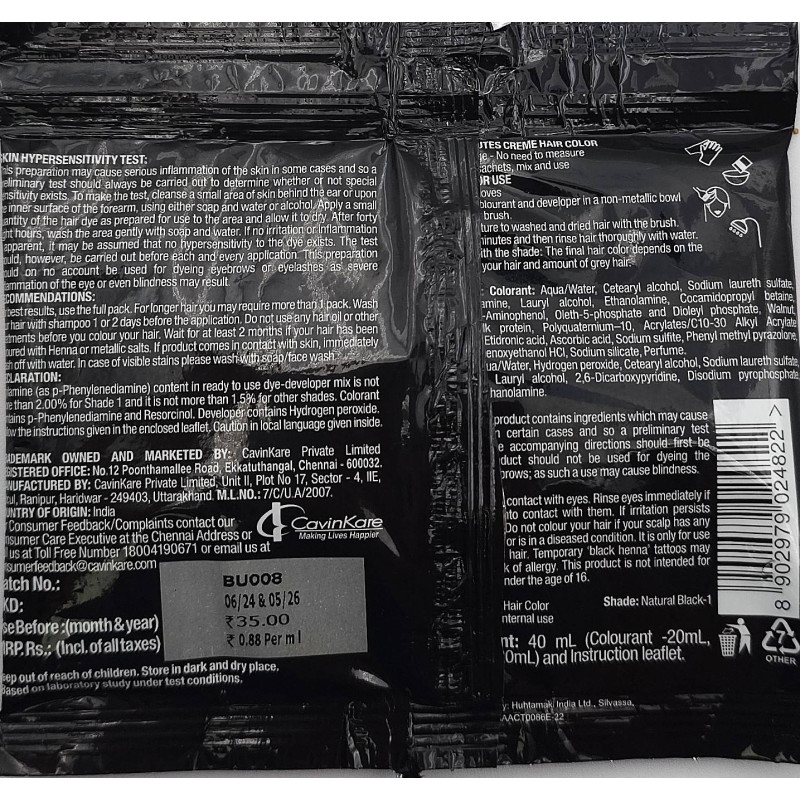 SKIN HYPERSENSITIVITY TEST:
his preparation may cause serious inflammation of the skin in some cases and so a
eliminary test should always be carried out to determine whether or not special
nsitivity exists. To make the test, cleanse a small area of skin behind the ear or upon
e inner surface of the forearm, using either soap and water or alcohol. Apply a small
antity of the hair dye as prepared for use to the area and allow it to dry. After forty
ght hours, wash the area gently with soap and water. If no irritation or inflammation
apparent, it may be assumed that no hypersensitivity to the dye exists. The test
ould, however, be carried out before each and every application. This preparation
ould on no account be used for dyeing eyebrows or eyelashes as severe
ammation of the eye or even blindness may result.
COMMENDATIONS:
best results, use the full pack. For longer hair you may require more than 1 pack. Wash
r hair with shampoo 1 or 2 days before the application. Do not use any hair oil or other
tments before you colour your hair. Wait for at least 2 months if your hair has been
oured with Henna or metallic salts. If product comes in contact with skin, immediately
sh off with water. In case of visible stains please wash with soap/face wash
CLARATION:
iamine (as p-Phenylenediamine) content in ready to use dye-developer mix is not
re than 2.00% for Shade 1 and it is not more than 1.5% for other shades. Colorant
tains p-Phenylenediamine and Resorcinol. Developer contains Hydrogen peroxide.
ow the instructions given in the enclosed leaflet. Caution in local language given inside.
ADEMARK OWNED AND MARKETED BY: CavinKare Private Limited
GISTERED OFFICE: No.12 Poonthamallee Road, Ekkatuthangal, Chennai - 600032.
NUFACTURED BY: CavinKare Private Limited, Unit II, Plot No 17, Sector - 4, IIE,
cul, Ranipur, Haridwar - 249403, Uttarakhand. M.L.NO.: 7/C/U.A/2007.
UNTRY OF ORIGIN: India
Consumer Feedback/Complaints contact our
nsumer Care Executive at the Chennai Address or
us at Toll Free Number 18004190671 or email us at
nsumerfeedback@cavinkare.com
CavinKare
Making Lives Happier
atch No.:
KD:
se Before :(month & year)
MRP. Rs.: (Incl. of all taxes)
BU008
06/24 & 05/26
₹35.00
₹ 0.88 Per ml
eep out of reach of children. Store in dark and dry place.
Based on laboratory study under test conditions.
UTES CREME HAIR COLOR
e - No need to measure
achets, mix and use
OR USE
oves
olourant and developer in a non-metallic bowl
brush.
ture to washed and dried hair with the brush.
inutes and then rinse hair thoroughly with water.
ith the shade: The final hair color depends on the
your hair and amount of grey hair.
Colorant: Aqua/Water, Cetearyl alcohol, Sodium laureth sulfate,
amine, Lauryl alcohol, Ethanolamine, Cocamidopropyl betaine,
-Aminophenol, Oleth-5-phosphate and Dioleyl phosphate, Walnut,
lk protein, Polyquaternium-10, Acrylates/C10-30 Alkyl Acrylate
Etidronic acid, Ascorbic acid, Sodium sulfite, Phenyl methyl pyrazolone,
enoxyethanol HCl, Sodium silicate, Perfume.
ua/Water, Hydrogen peroxide, Cetearyl alcohol, Sodium laureth sulfate,
Lauryl alcohol, 2,6-Dicarboxypyridine, Disodium pyrophosphate,
hanolamine.
product contains ingredients which may cause
n certain cases and so a preliminary test
e accompanying directions should first be
duct should not be used for dyeing the
rows; as such a use may cause blindness.
contact with eyes. Rinse eyes immediately if
nto contact with them. If irritation persists
Do not colour your hair if your scalp has any
or is in a diseased condition. It is only for use
hair. Temporary 'black henna' tattoos may
k of allergy. This product is not intended for
nder the age of 16.
Hair Color
Shade: Natural Black-1
nternal use
nt: 40 mL (Colourant -20mL,
0mL) and Instruction leaflet.
8 902979 024822 >
7
OTHER
y: Huhtamaki India Ltd., Silvassa,
AACT0086E-22